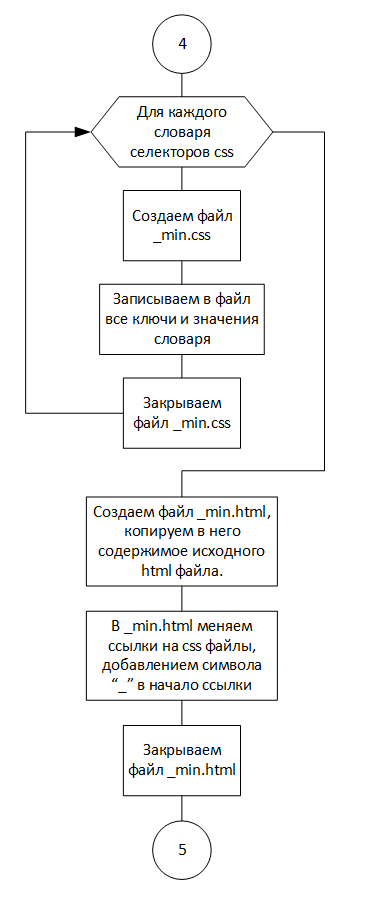 4
Для каждого
словаря
селекторов css
Создаем файл
_min.css
Записываем в файл
все ключи и значения
словаря
Закрываем
файл _min.css
Создаем файл _min.html,
копируем в него
содержимое исходного
html файла.
В _min.html меняем
ссылки на css файлы,
добавлением символа
“_” в начало ссылки
Закрываем
файл _min.html
5